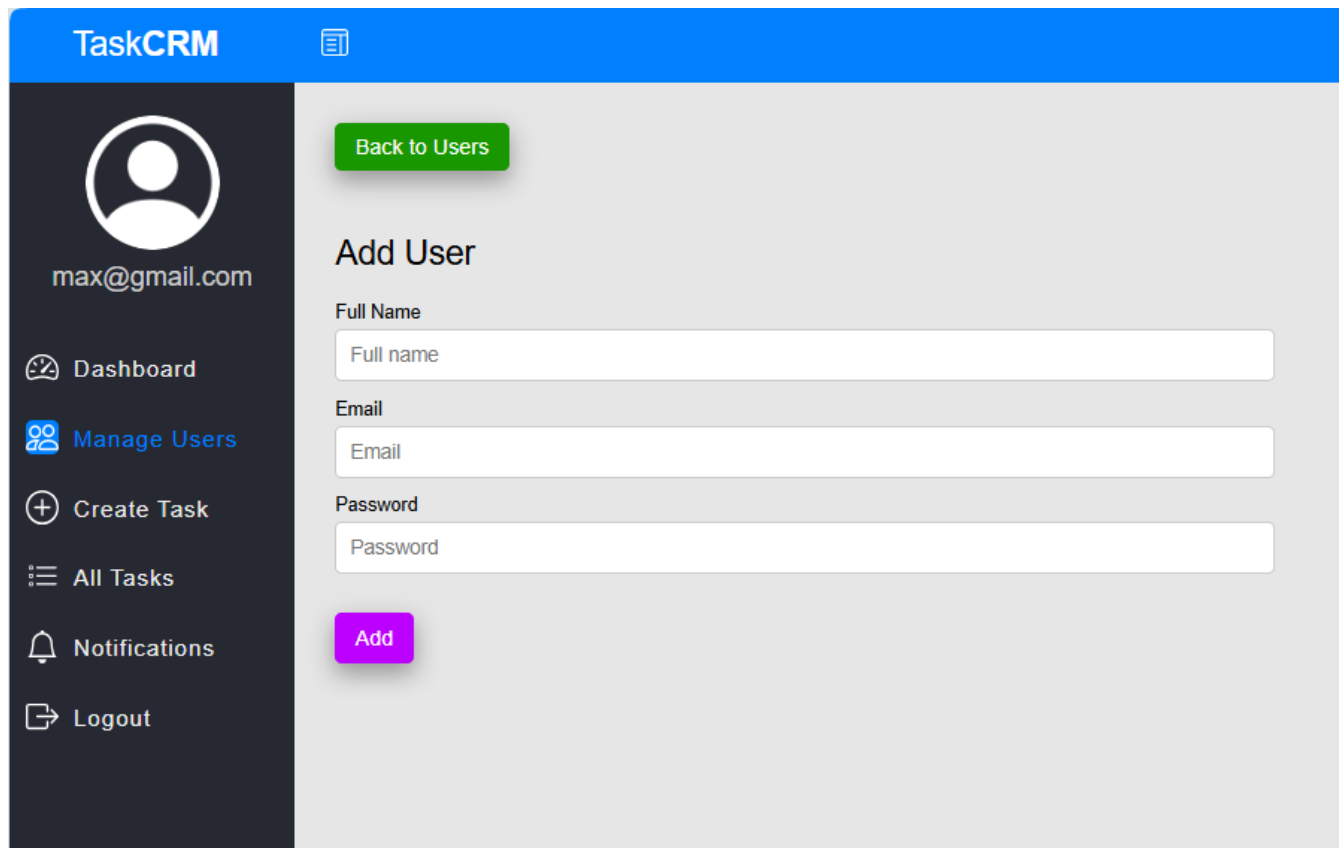 TaskCRM
max@gmail.com
Dashboard
Manage Users
Create Task
All Tasks
Notifications
Logout
Back to Users
Add User
Full Name
Full name
Email
Email
Password
Password
Add